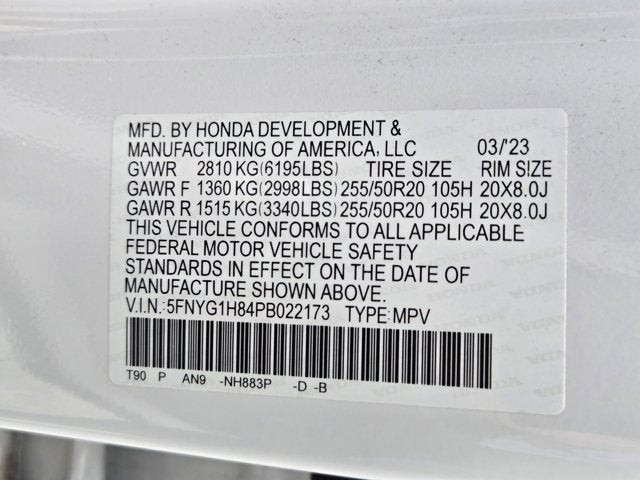 MFD. BY HONDA DEVELOPMENT &
MANUFACTURING OF AMERICA, LLC 03/'23
GVWR 2810 KG(6195LBS) TIRE SIZE RIM SIZE
GAWR F 1360 KG(2998LBS) 255/50R20 105H 20X8.0J
GAWR R 1515 KG(3340LBS) 255/50R20 105H 20X8.0J
THIS VEHICLE CONFORMS TO ALL APPLICABLE
FEDERAL MOTOR VEHICLE SAFETY
STANDARDS IN EFFECT ON THE DATE OF
MANUFACTURE SHOWN ABOVE.
V.I.N.:5FNYG1H84PB022173 TYPE:MPV
T90 P AN9 -NH883P -D -B